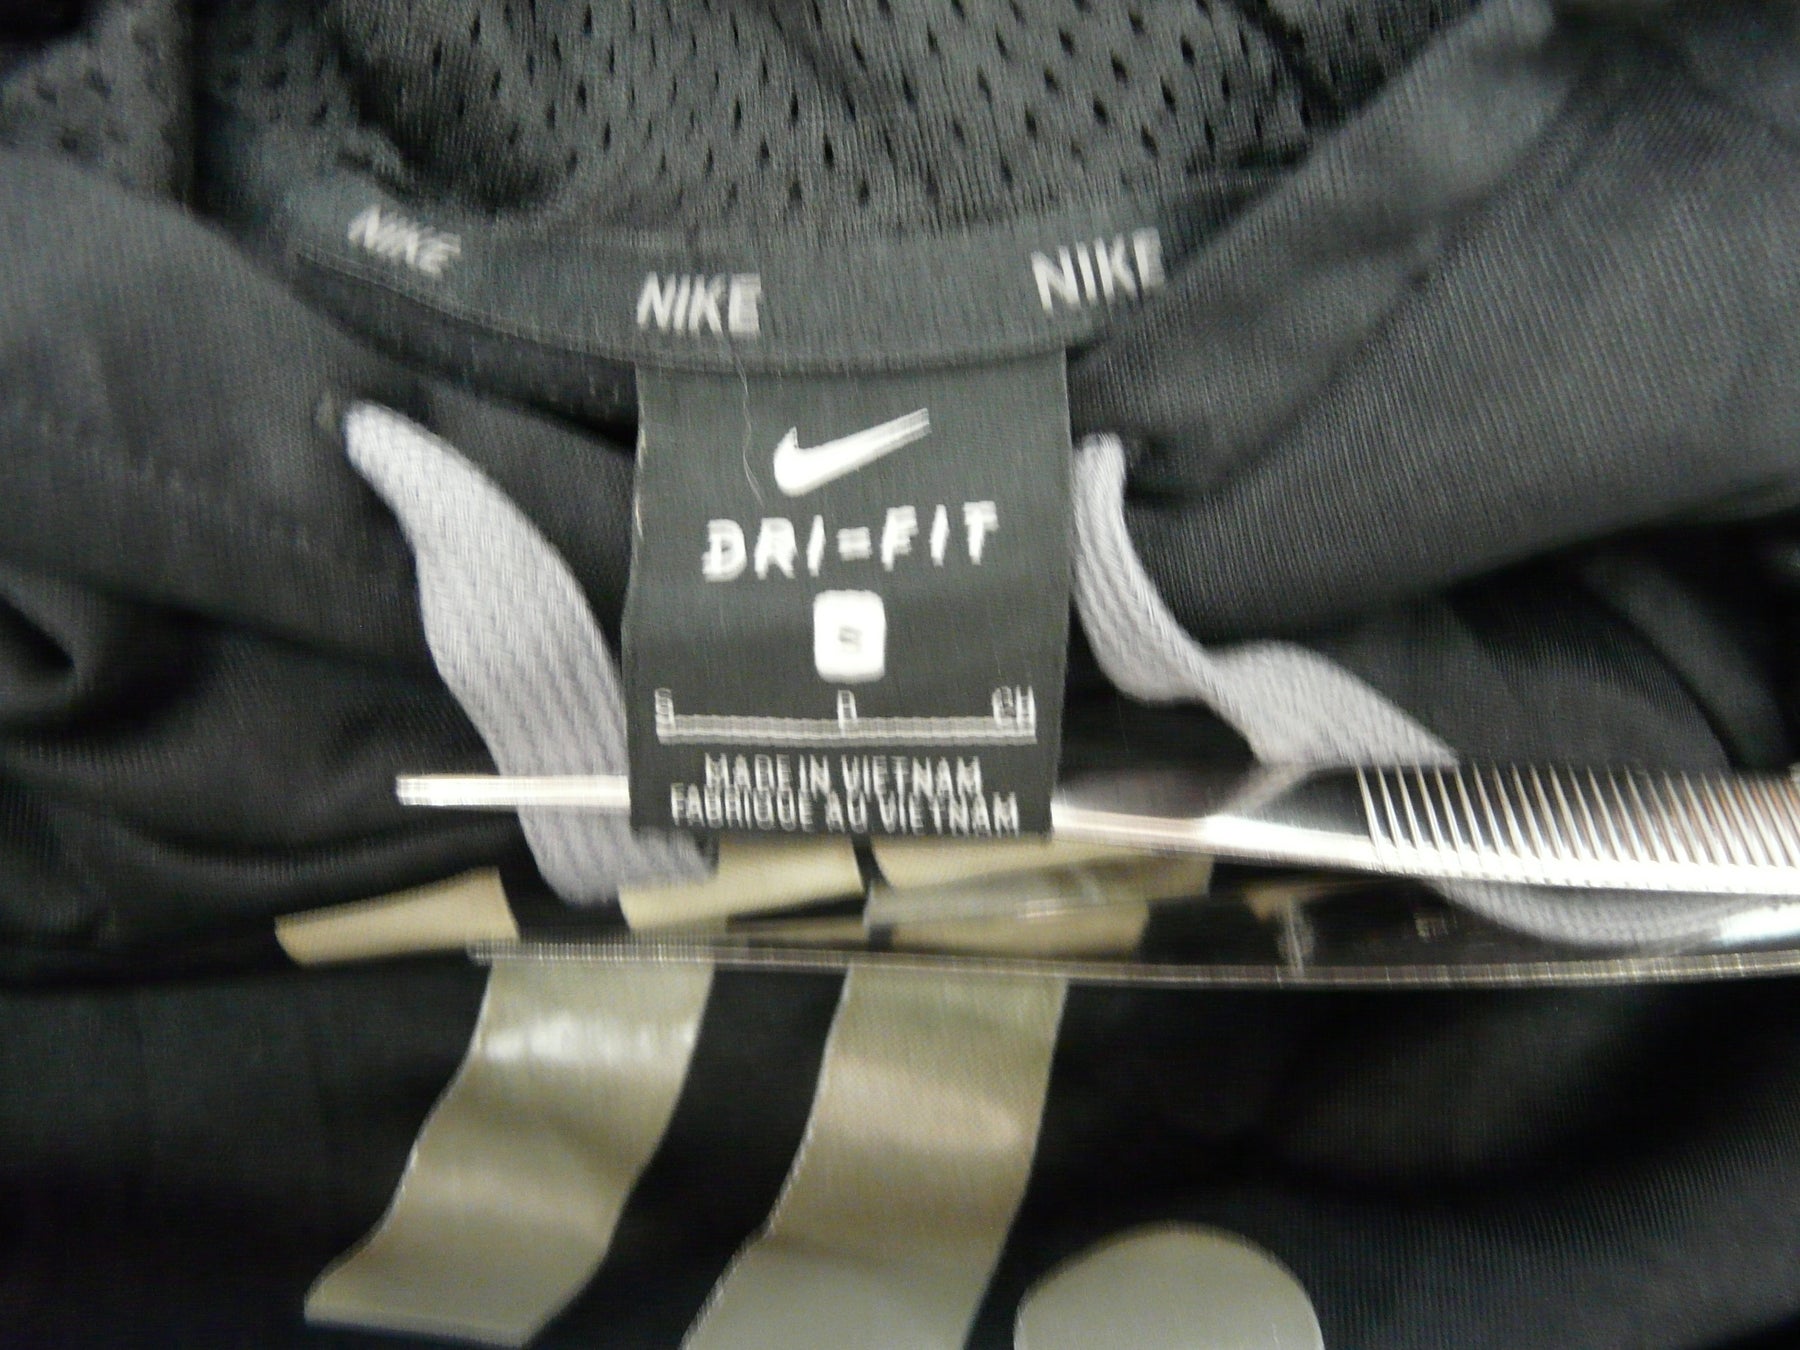 NIKE NIKE NIKE
DRI-FIT
S
MADE IN VIETNAM
FABRIQUE AU VIETNAM